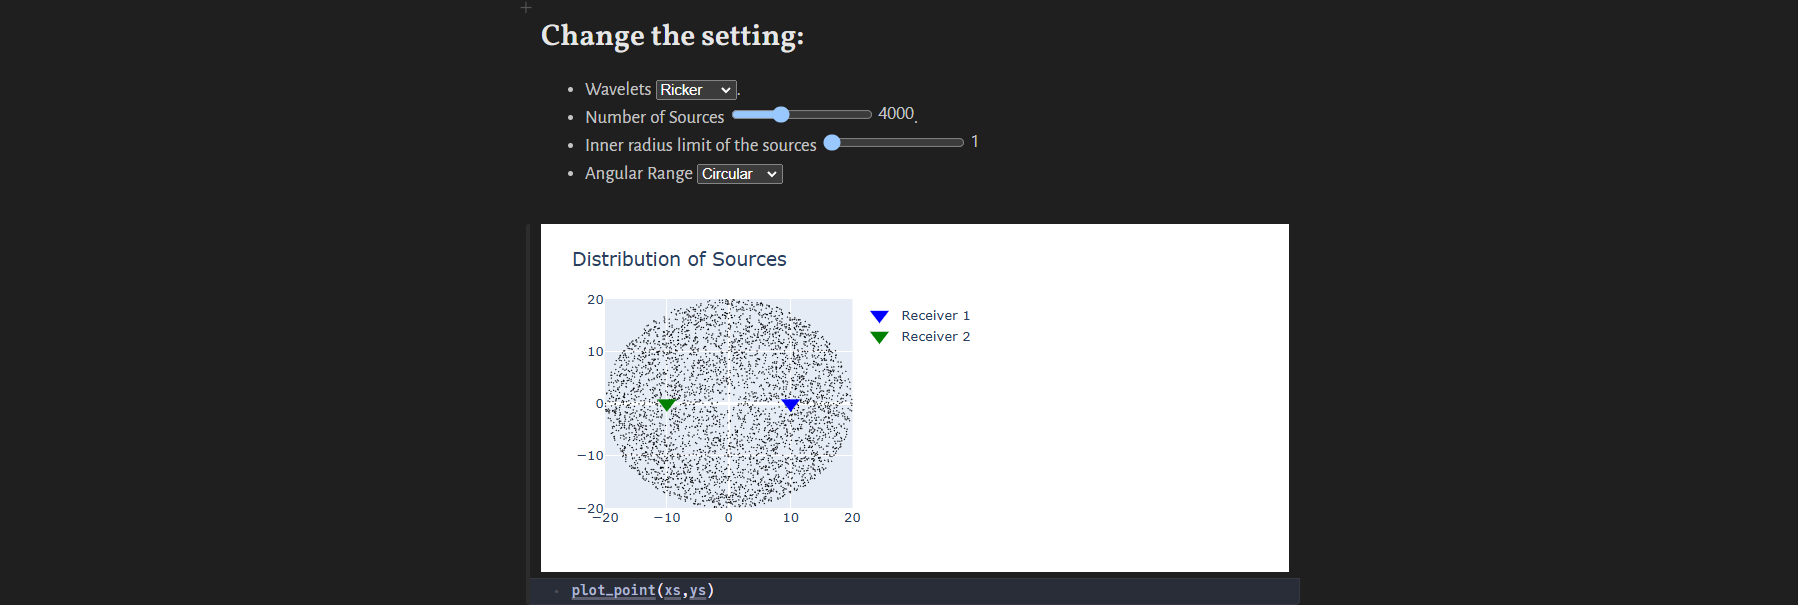 Change the setting:
Wavelets Ricker.
Number of Sources 4000.
Inner radius limit of the sources 1
Angular Range Circular
Distribution of Sources
20
10
0
−10
−20
−20 −10 0 10 20
Receiver 1
Receiver 2
plot_point(xs,ys)